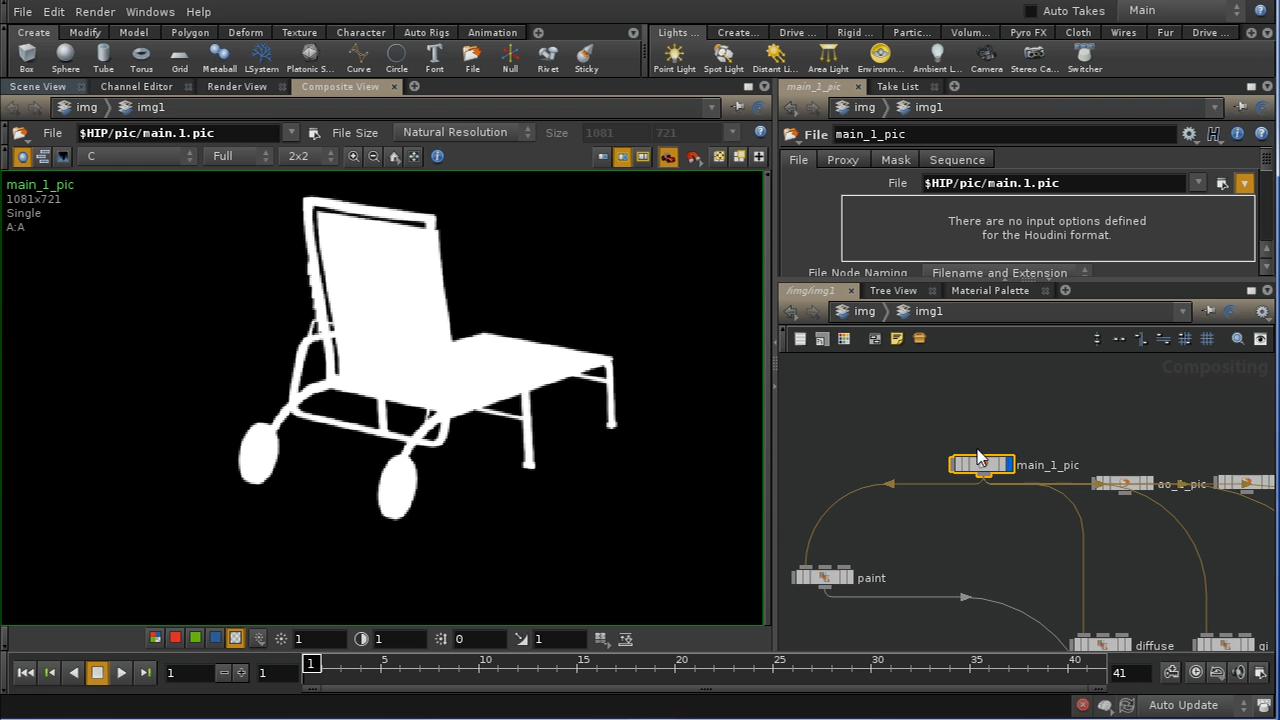 File Edit Render Windows Help Auto Takes Main
Create Modify Model Polygon Deform Texture Character Auto Rigs Animation Lights ... Create... Drive ... Rigid ... Partic... Volum... Pyro FX Cloth Wires Fur Drive ...
Box Sphere Tube Torus Grid Metaball LSystem Platonic S... Curve Circle Font File Null Rivet Sticky Point Light Spot Light Distant Li... Area Light Environm... Ambient L... Camera Stereo Ca... Switcher
Scene View Channel Editor Render View Composite View main_1_pic Take List
img img1 img img1
File $HIP/pic/main.1.pic File Size Natural Resolution Size 1081 721 File main_1_pic
C Full 2x2 File Proxy Mask Sequence
main_1_pic
1081x721
Single
A:A
File $HIP/pic/main.1.pic
There are no input options defined
for the Houdini format.
File Node Naming Filename and Extension
/img/img1 Tree View Material Palette
img img1
Compositing
main_1_pic
ao_1_pic
paint
diffuse gi
1 1 0 1
1 5 10 15 20 25 30 35 40
1 1 41
Auto Update